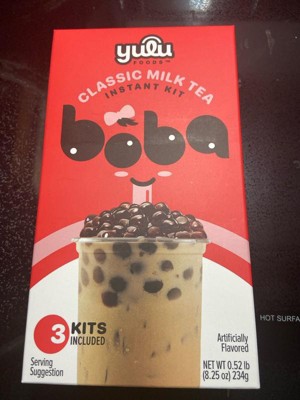 yulu
FOODS™
CLASSIC MILK TEA
INSTANT KIT
boba
3 KITS
INCLUDED
Serving
Suggestion
Artificially
Flavored
NET WT 0.52 lb
(8.25 oz) 234g
HOT SURFA